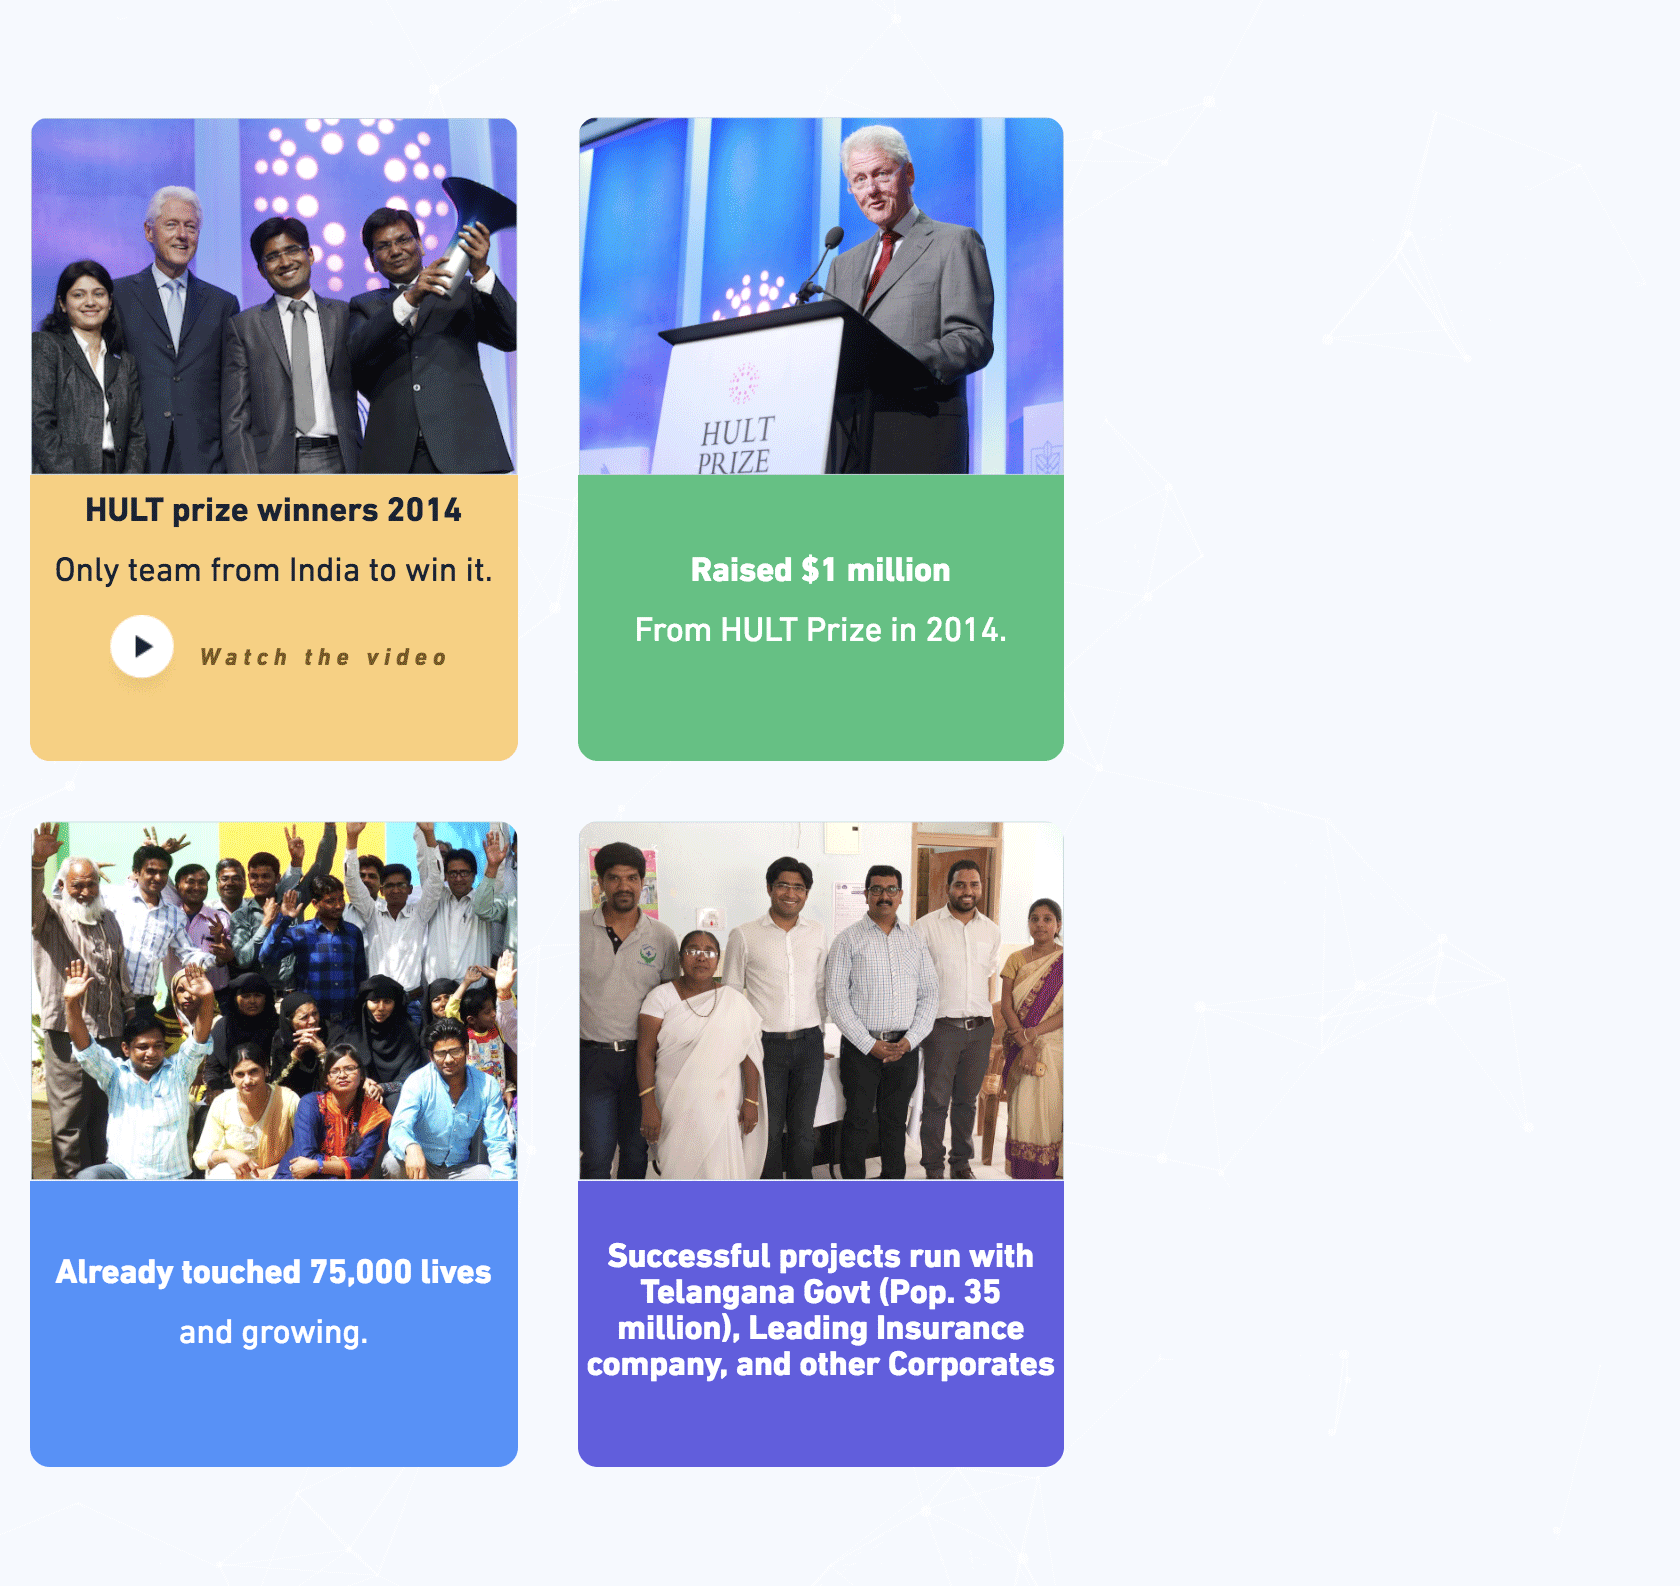 HULT
PRIZE
HULT prize winners 2014
Only team from India to win it.
Watch the video
Raised $1 million
From HULT Prize in 2014.
Already touched 75,000 lives
and growing.
Successful projects run with
Telangana Govt (Pop. 35
million), Leading Insurance
company, and other Corporates